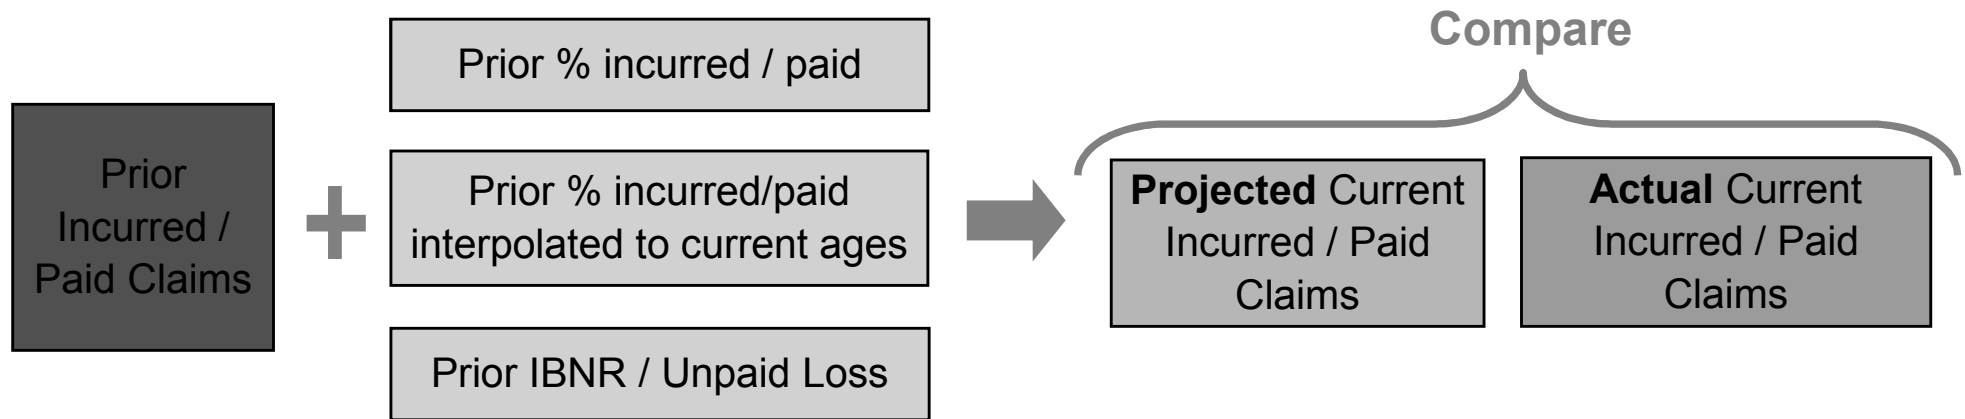 Compare
Prior
Incurred /
Paid Claims
+
Prior % incurred / paid
Prior % incurred/paid
interpolated to current ages
Prior IBNR / Unpaid Loss
Projected Current
Incurred / Paid
Claims
Actual Current
Incurred / Paid
Claims